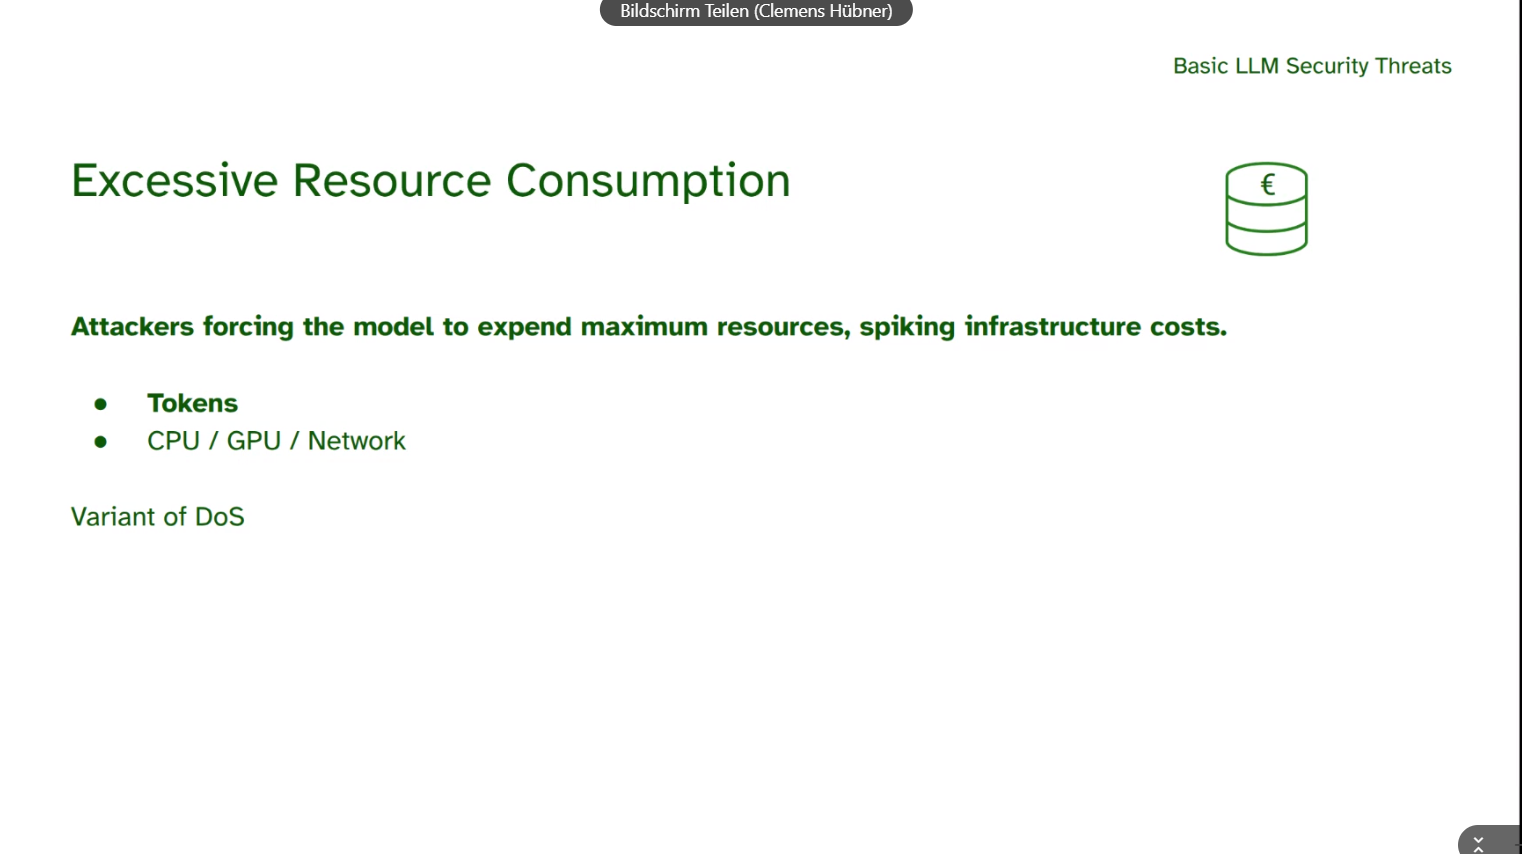 Bildschirm Teilen (Clemens Hübner)
Basic LLM Security Threats
Excessive Resource Consumption
€
Attackers forcing the model to expend maximum resources, spiking infrastructure costs.
● Tokens
● CPU / GPU / Network
Variant of DoS